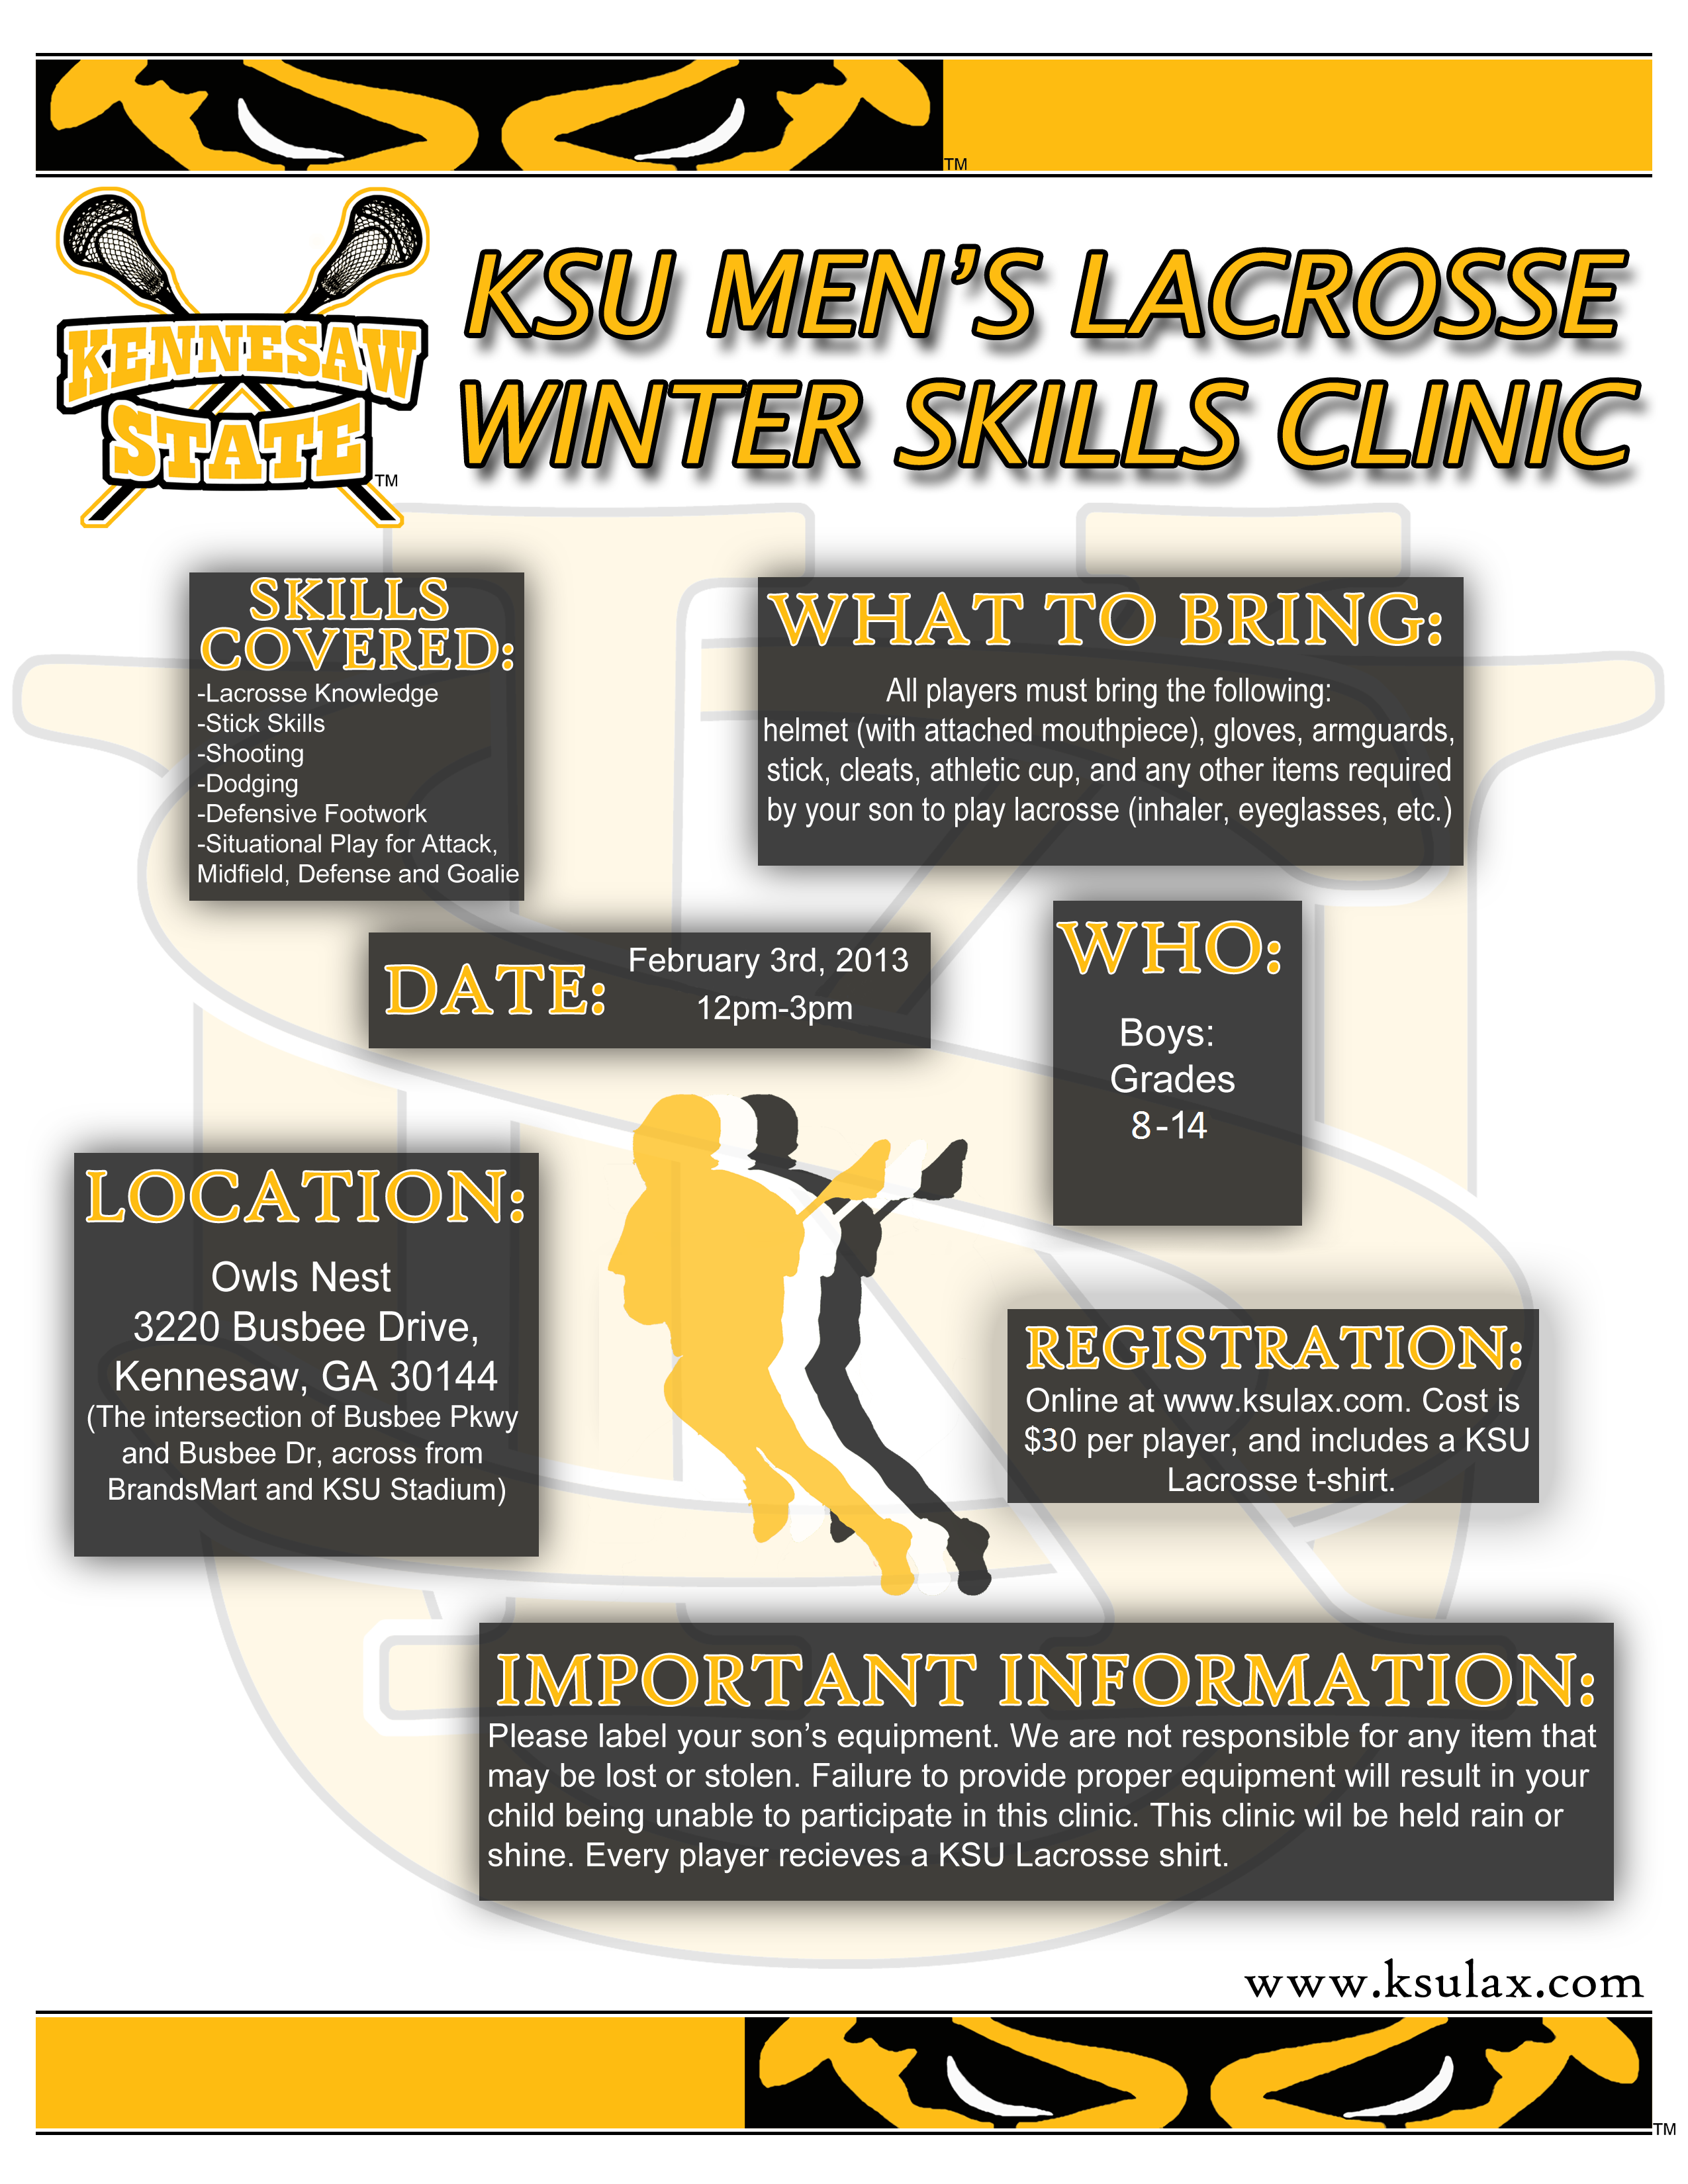 TM
KENNESAW
STATE
TM
KSU MEN'S LACROSSE
WINTER SKILLS CLINIC
SKILLS
COVERED:
-Lacrosse Knowledge
-Stick Skills
-Shooting
-Dodging
-Defensive Footwork
-Situational Play for Attack,
Midfield, Defense and Goalie
WHAT TO BRING:
All players must bring the following:
helmet (with attached mouthpiece), gloves, armguards,
stick, cleats, athletic cup, and any other items required
by your son to play lacrosse (inhaler, eyeglasses, etc.)
DATE:
February 3rd, 2013
12pm-3pm
WHO:
Boys:
Grades
8-14
LOCATION:
Owls Nest
3220 Busbee Drive,
Kennesaw, GA 30144
(The intersection of Busbee Pkwy
and Busbee Dr, across from
BrandsMart and KSU Stadium)
REGISTRATION:
Online at www.ksulax.com. Cost is
$30 per player, and includes a KSU
Lacrosse t-shirt.
IMPORTANT INFORMATION:
Please label your son's equipment. We are not responsible for any item that
may be lost or stolen. Failure to provide proper equipment will result in your
child being unable to participate in this clinic. This clinic wil be held rain or
shine. Every player recieves a KSU Lacrosse shirt.
www.ksulax.com
TM